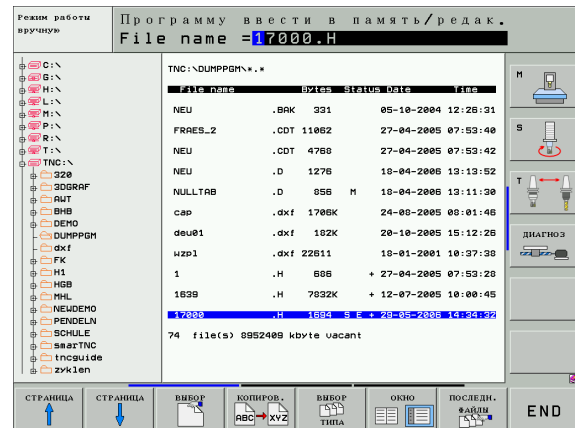 Режим работы
вручную
Программу ввести в память/редак.
File name =17000.H
C:\
G:\
H:\
L:\
M:\
P:\
R:\
T:\
TNC:\
320
3DGRAF
AWT
BHB
DEMO
DUMPPGM
dxf
FK
H1
HGB
MHL
NEWDEMO
PENDELN
SCHULE
smarTNC
tncguide
zyklen
TNC:\DUMPPGM\*.*
File name Bytes Status Date Time
NEU .BAK 331 05-10-2004 12:26:31
FRAES_2 .CDT 11062 27-04-2005 07:53:40
NEU .CDT 4768 27-04-2005 07:53:42
NEU .D 1276 18-04-2006 13:13:52
NULLTAB .D 856 M 18-04-2006 13:11:30
cap .dxf 1706K 24-08-2005 08:01:46
deu01 .dxf 182K 20-10-2005 15:12:26
wzpl .dxf 22611 18-01-2001 10:37:38
1 .H 686 + 27-04-2005 07:53:28
1639 .H 7832K + 12-07-2005 10:00:45
17000 .H 1694 S E + 29-05-2006 14:34:32
74 file(s) 8952409 kbyte vacant
M
S
T
ДИАГНОЗ
СТРАНИЦА
СТРАНИЦА
ВЫБОР
КОПИРОВ.
ABC
XYZ
ВЫБОР
ТИПА
ОКНО
ПОСЛЕДН.
ФАЙЛЫ
END